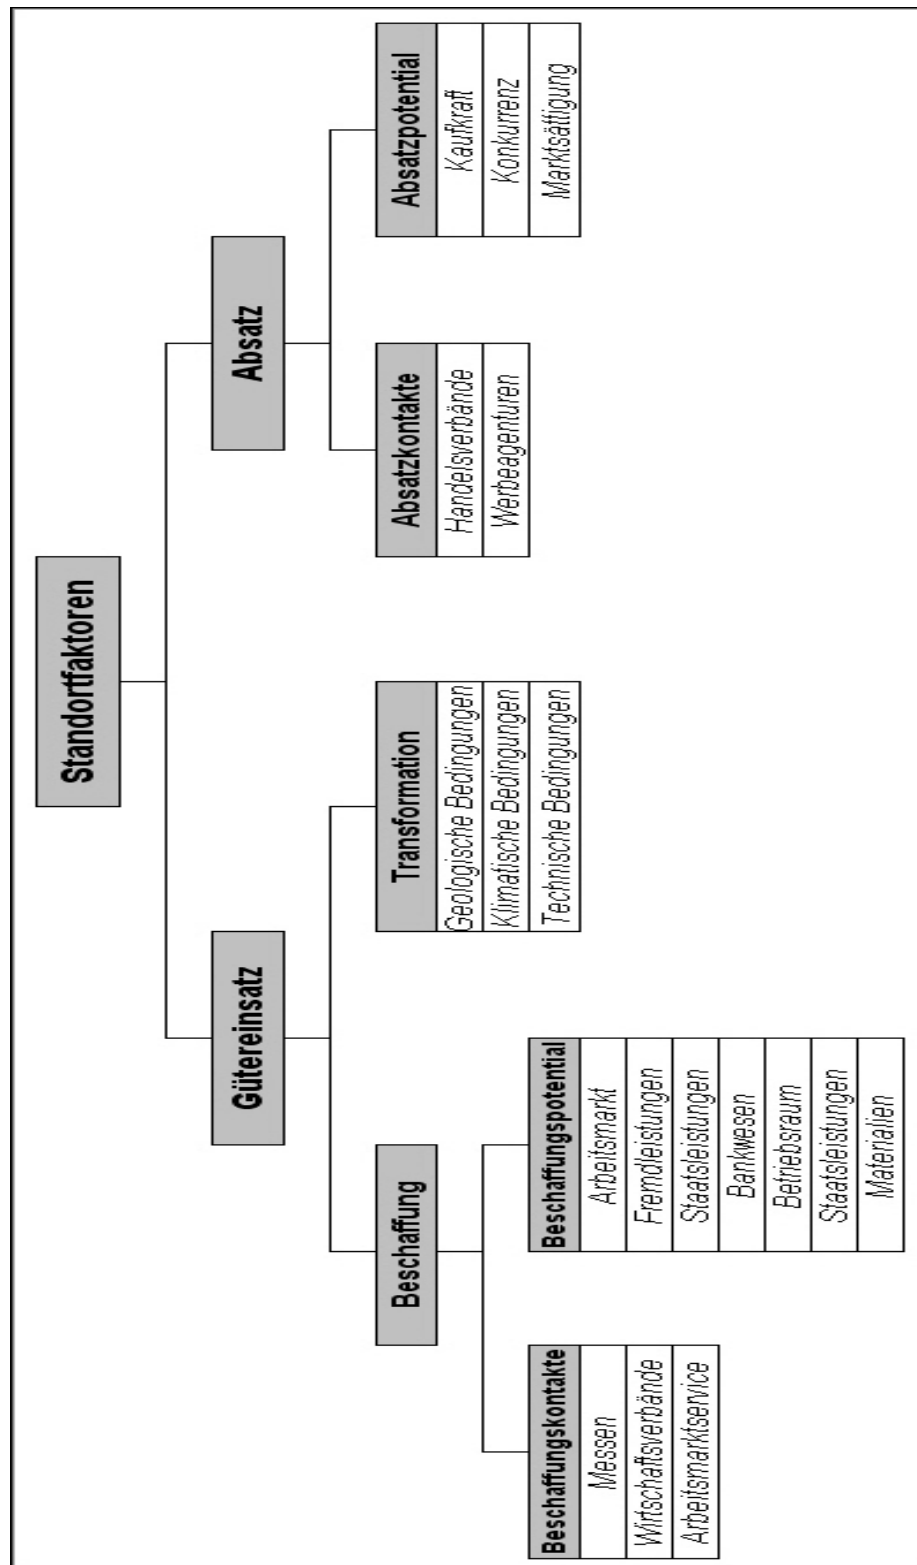 Standortfaktoren
Gütereinsatz
Absatz
Beschaffung
Transformation
Geologische Bedingungen
Klimatische Bedingungen
Technische Bedingungen
Absatzkontakte
Handelsverbände
Werbeagenturen
Absatzpotential
Kaufkraft
Konkurrenz
Marktsättigung
Beschaffungskontakte
Messen
Wirtschaftsverbände
Arbeitsmarktservice
Beschaffungspotential
Arbeitsmarkt
Fremdleistungen
Staatsleistungen
Bankwesen
Betriebsraum
Staatsleistungen
Materialien